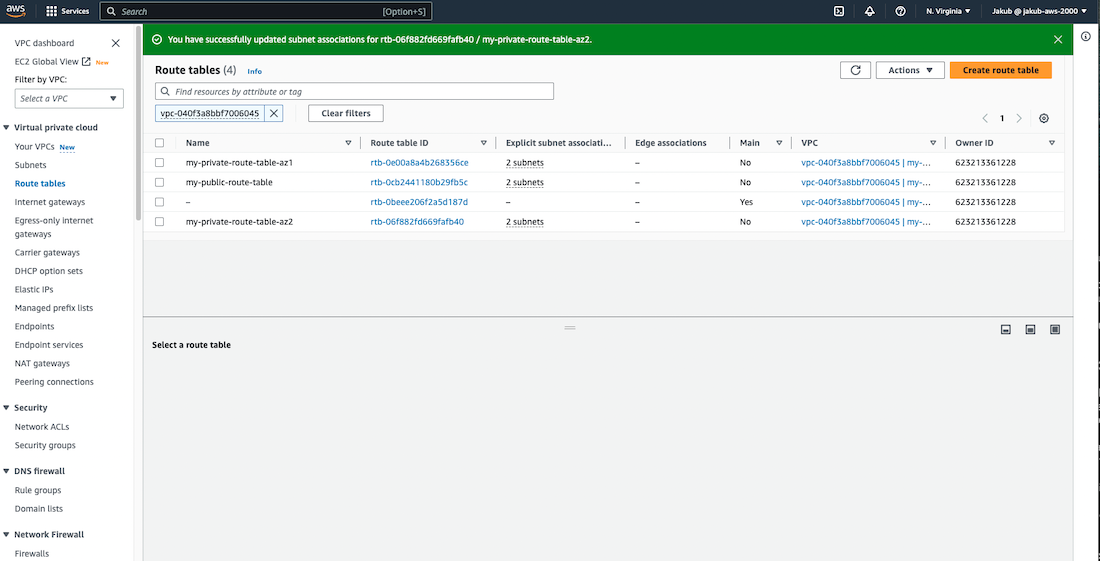 aws
Services
Search
[Option+S]
N. Virginia
Jakub @ jakub-aws-2000
VPC dashboard
EC2 Global View
New
Filter by VPC:
Select a VPC
Virtual private cloud
Your VPCs New
Subnets
Route tables
Internet gateways
Egress-only internet
gateways
Carrier gateways
DHCP option sets
Elastic IPs
Managed prefix lists
Endpoints
Endpoint services
NAT gateways
Peering connections
Security
Network ACLs
Security groups
DNS firewall
Rule groups
Domain lists
Network Firewall
Firewalls
You have successfully updated subnet associations for rtb-06f882fd669fafb40 / my-private-route-table-az2.
Route tables (4) Info
Actions
Create route table
Find resources by attribute or tag
vpc-040f3a8bbf7006045
Clear filters
1
Name Route table ID Explicit subnet associati... Edge associations Main VPC Owner ID
my-private-route-table-az1 rtb-0e00a8a4b268356ce 2 subnets – No vpc-040f3a8bbf7006045 | my-... 623213361228
my-public-route-table rtb-0cb2441180b29fb5c 2 subnets – No vpc-040f3a8bbf7006045 | my-... 623213361228
– rtb-0beee206f2a5d187d – – Yes vpc-040f3a8bbf7006045 | my-... 623213361228
my-private-route-table-az2 rtb-06f882fd669fafb40 2 subnets – No vpc-040f3a8bbf7006045 | my-... 623213361228
Select a route table